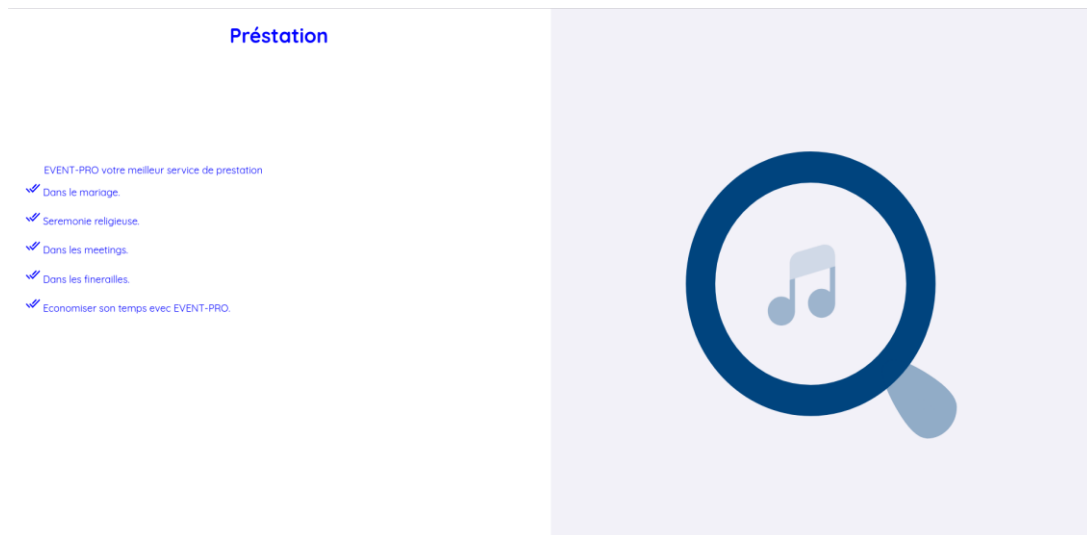 Préstation
EVENT-PRO votre meilleur service de prestation
Dans le mariage.
Seremonie religieuse.
Dans les meetings.
Dans les finerailles.
Economiser son temps evec EVENT-PRO.